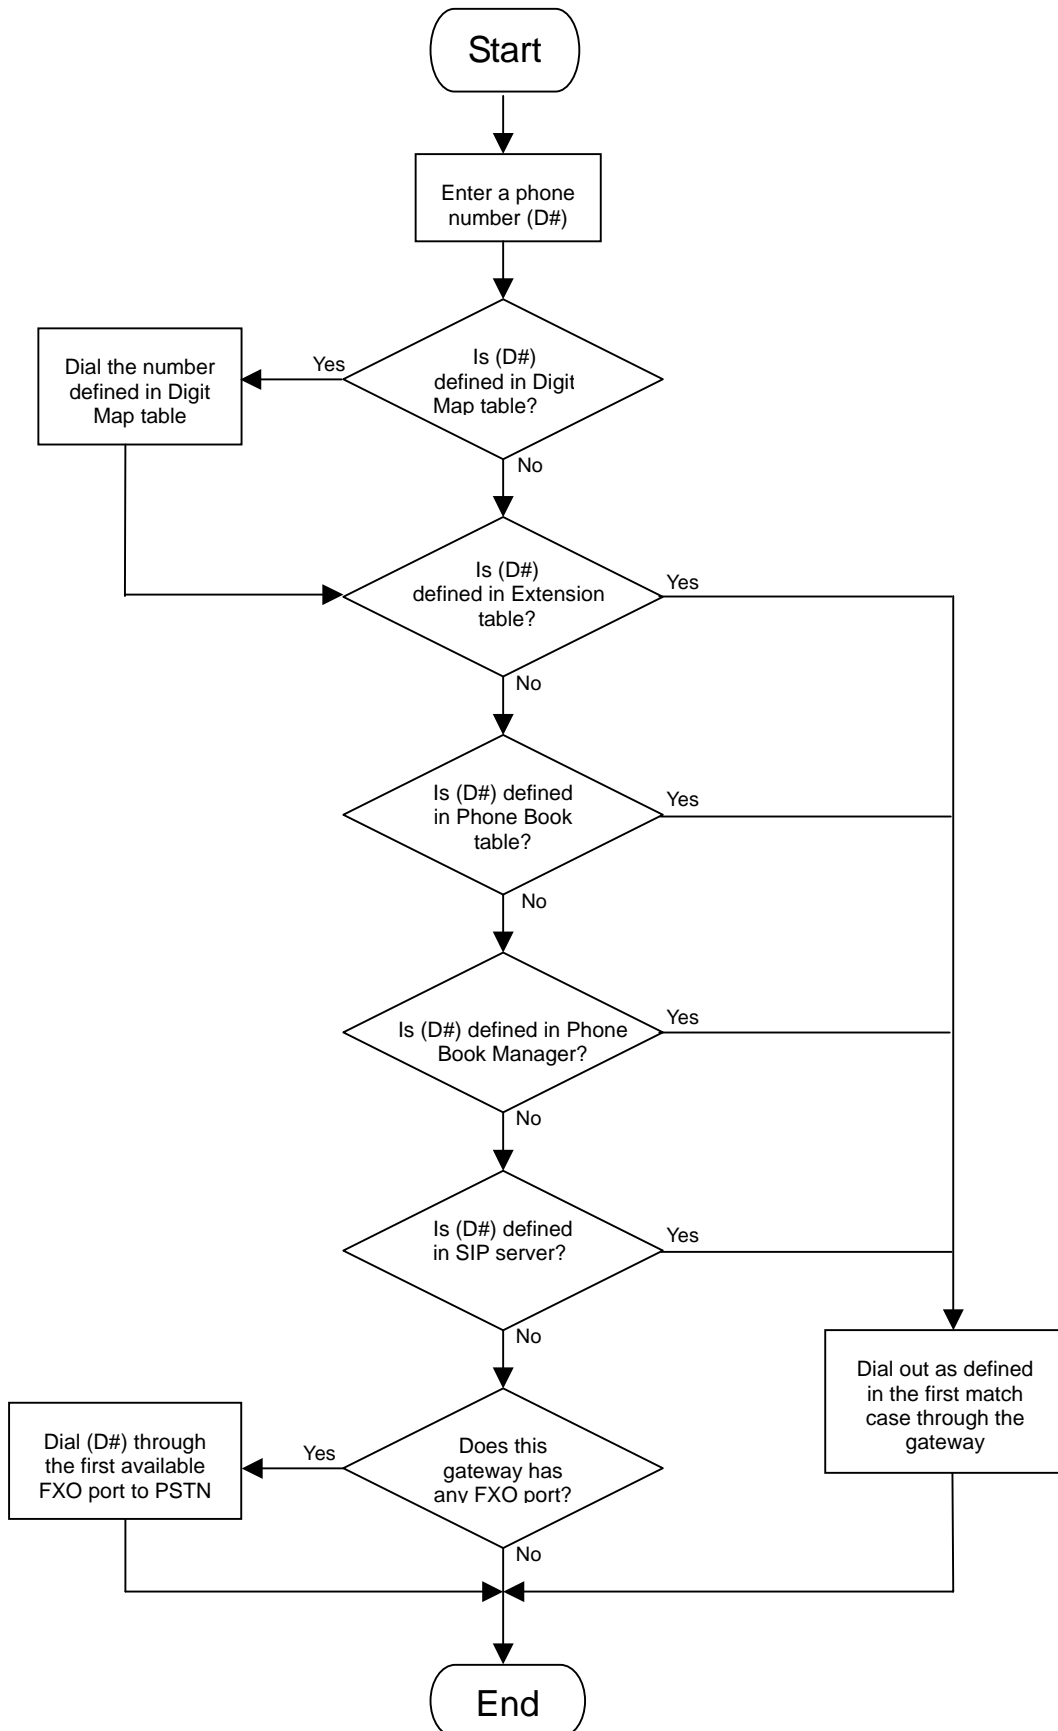 Start
Enter a phone
number (D#)
Is (D#)
defined in Digit
Map table?
Yes
Dial the number
defined in Digit
Map table
No
Is (D#)
defined in Extension
table?
Yes
No
Is (D#) defined
in Phone Book
table?
Yes
No
Is (D#) defined in Phone
Book Manager?
Yes
No
Is (D#) defined
in SIP server?
Yes
No
Dial out as defined
in the first match
case through the
gateway
Does this
gateway has
any FXO port?
Yes
Dial (D#) through
the first available
FXO port to PSTN
No
End